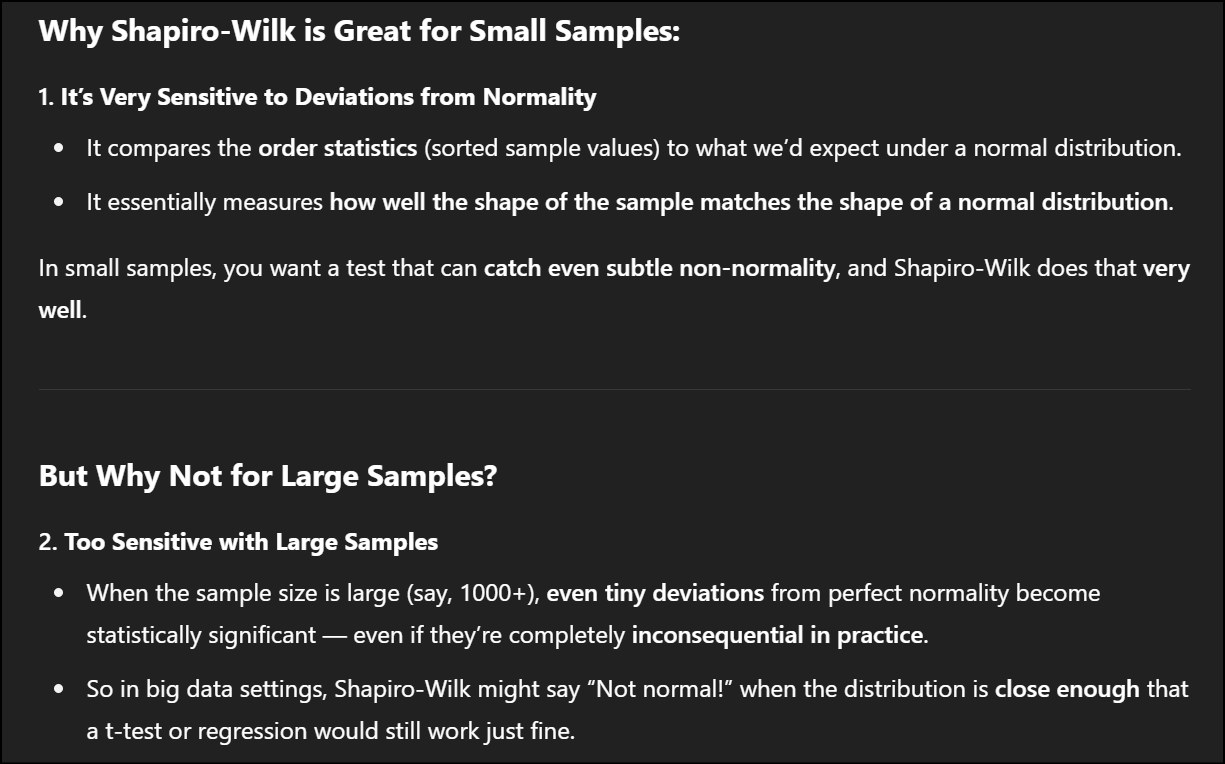 Why Shapiro-Wilk is Great for Small Samples:
1. It’s Very Sensitive to Deviations from Normality
• It compares the order statistics (sorted sample values) to what we’d expect under a normal distribution.
• It essentially measures how well the shape of the sample matches the shape of a normal distribution.
In small samples, you want a test that can catch even subtle non-normality, and Shapiro-Wilk does that very
well.
But Why Not for Large Samples?
2. Too Sensitive with Large Samples
• When the sample size is large (say, 1000+), even tiny deviations from perfect normality become
statistically significant — even if they’re completely inconsequential in practice.
• So in big data settings, Shapiro-Wilk might say “Not normal!” when the distribution is close enough that
a t-test or regression would still work just fine.